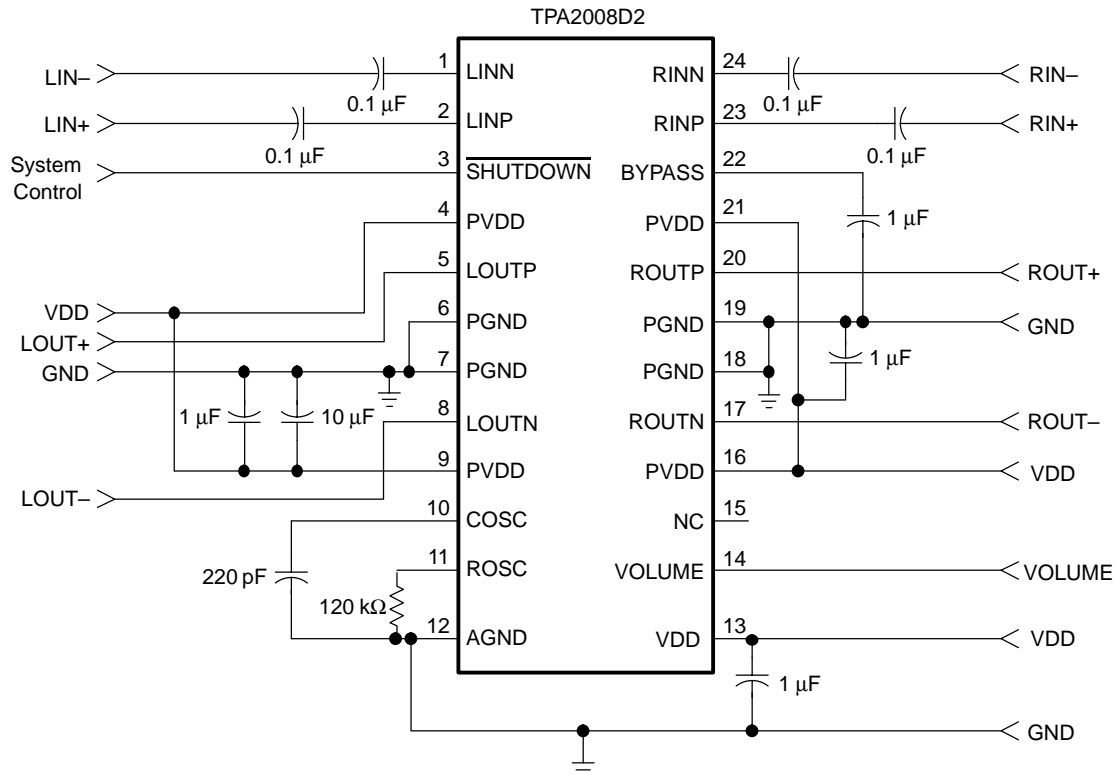 TPA2008D2
LIN–
0.1 µF
1
LINN
RINN
24
0.1 µF
RIN–
LIN+
0.1 µF
2
LINP
RINP
23
0.1 µF
RIN+
System
Control
3
SHUTDOWN
BYPASS
22
1 µF
4
PVDD
PVDD
21
5
LOUTP
ROUTP
20
ROUT+
VDD
6
PGND
PGND
19
GND
LOUT+
GND
7
PGND
PGND
18
1 µF
1 µF
10 µF
8
LOUTN
ROUTN
17
ROUT–
9
PVDD
PVDD
16
VDD
LOUT–
10
COSC
NC
15
220 pF
11
ROSC
VOLUME
14
VOLUME
120 kΩ
12
AGND
VDD
13
VDD
1 µF
GND